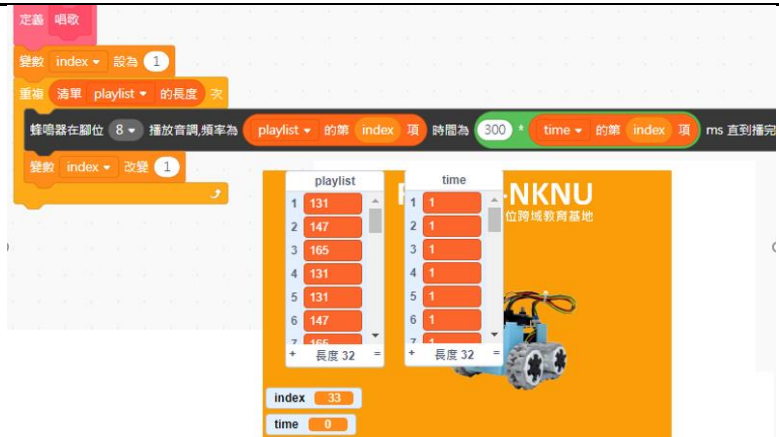 定義 唱歌
變數 index 設為 1
重複 清單 playlist 的長度 次
蜂鳴器在腳位 8 播放音調,頻率為 playlist 的第 index 項 時間為 300 * time 的第 index 項 ms 直到播完
變數 index 改變 1
playlist
1 131
2 147
3 165
4 131
5 131
6 147
7 165
+ 長度 32 =
time
1 1
2 1
3 1
4 1
5 1
6 1
7 1
+ 長度 32 =
-NKNU
位跨域教育基地
index 33
time 0